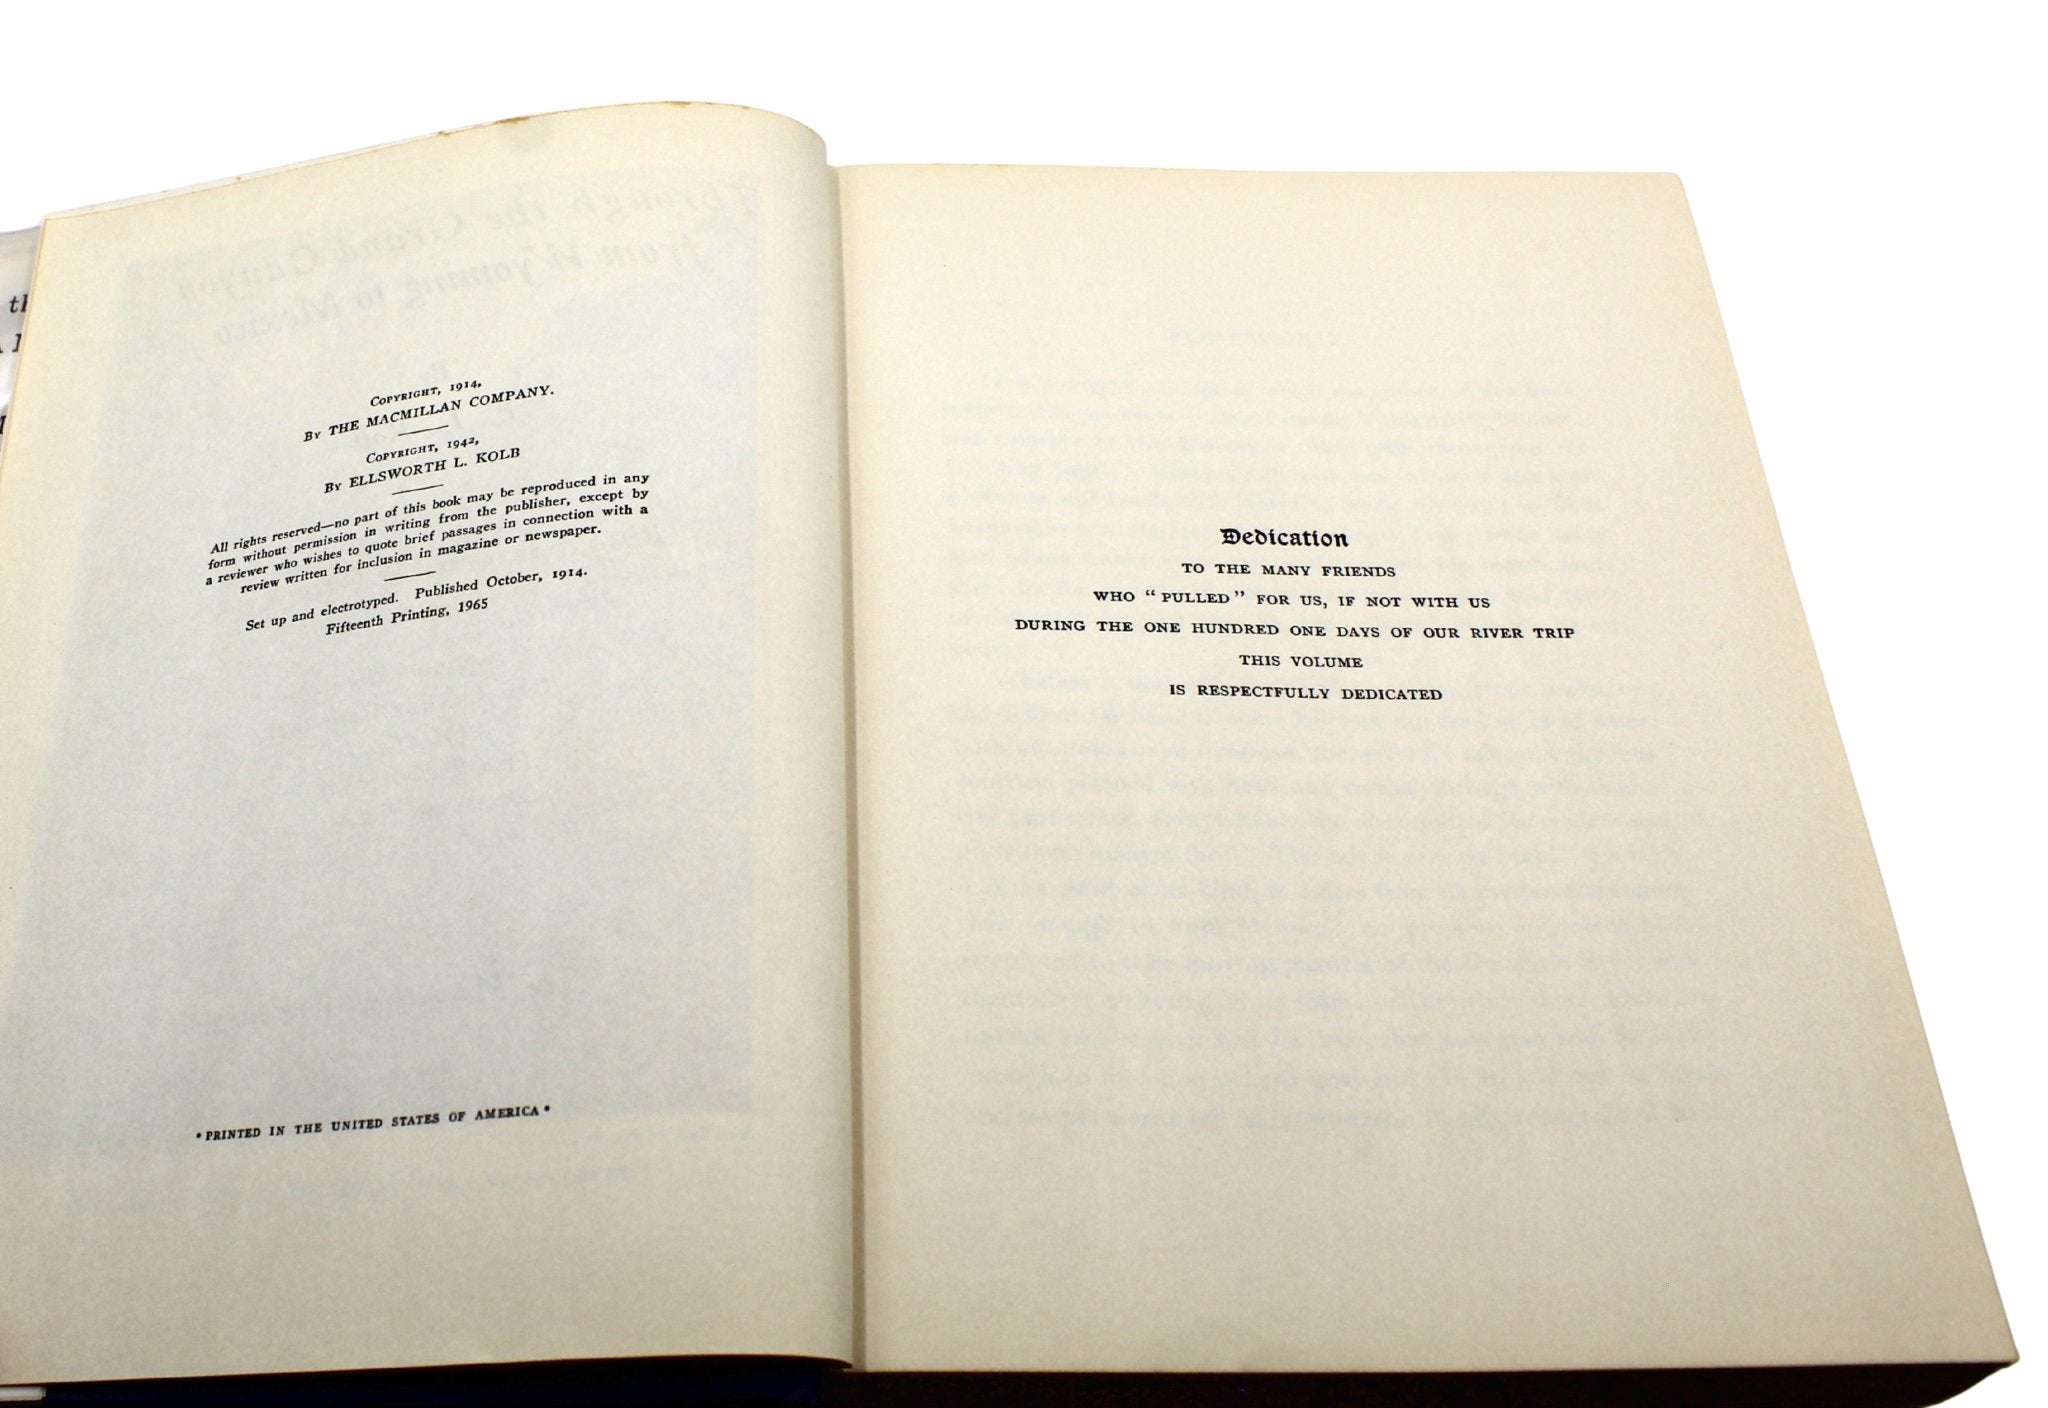 Copyright, 1914,
By THE MACMILLAN COMPANY.
Copyright, 1942,
By ELLSWORTH L. KOLB
All rights reserved—no part of this book may be reproduced in any
form without permission in writing from the publisher, except by
a reviewer who wishes to quote brief passages in connection with a
review written for inclusion in magazine or newspaper.
Set up and electrotyped. Published October, 1914.
Fifteenth Printing, 1965
• PRINTED IN THE UNITED STATES OF AMERICA •
Dedication
TO THE MANY FRIENDS
WHO “PULLED” FOR US, IF NOT WITH US
DURING THE ONE HUNDRED ONE DAYS OF OUR RIVER TRIP
THIS VOLUME
IS RESPECTFULLY DEDICATED